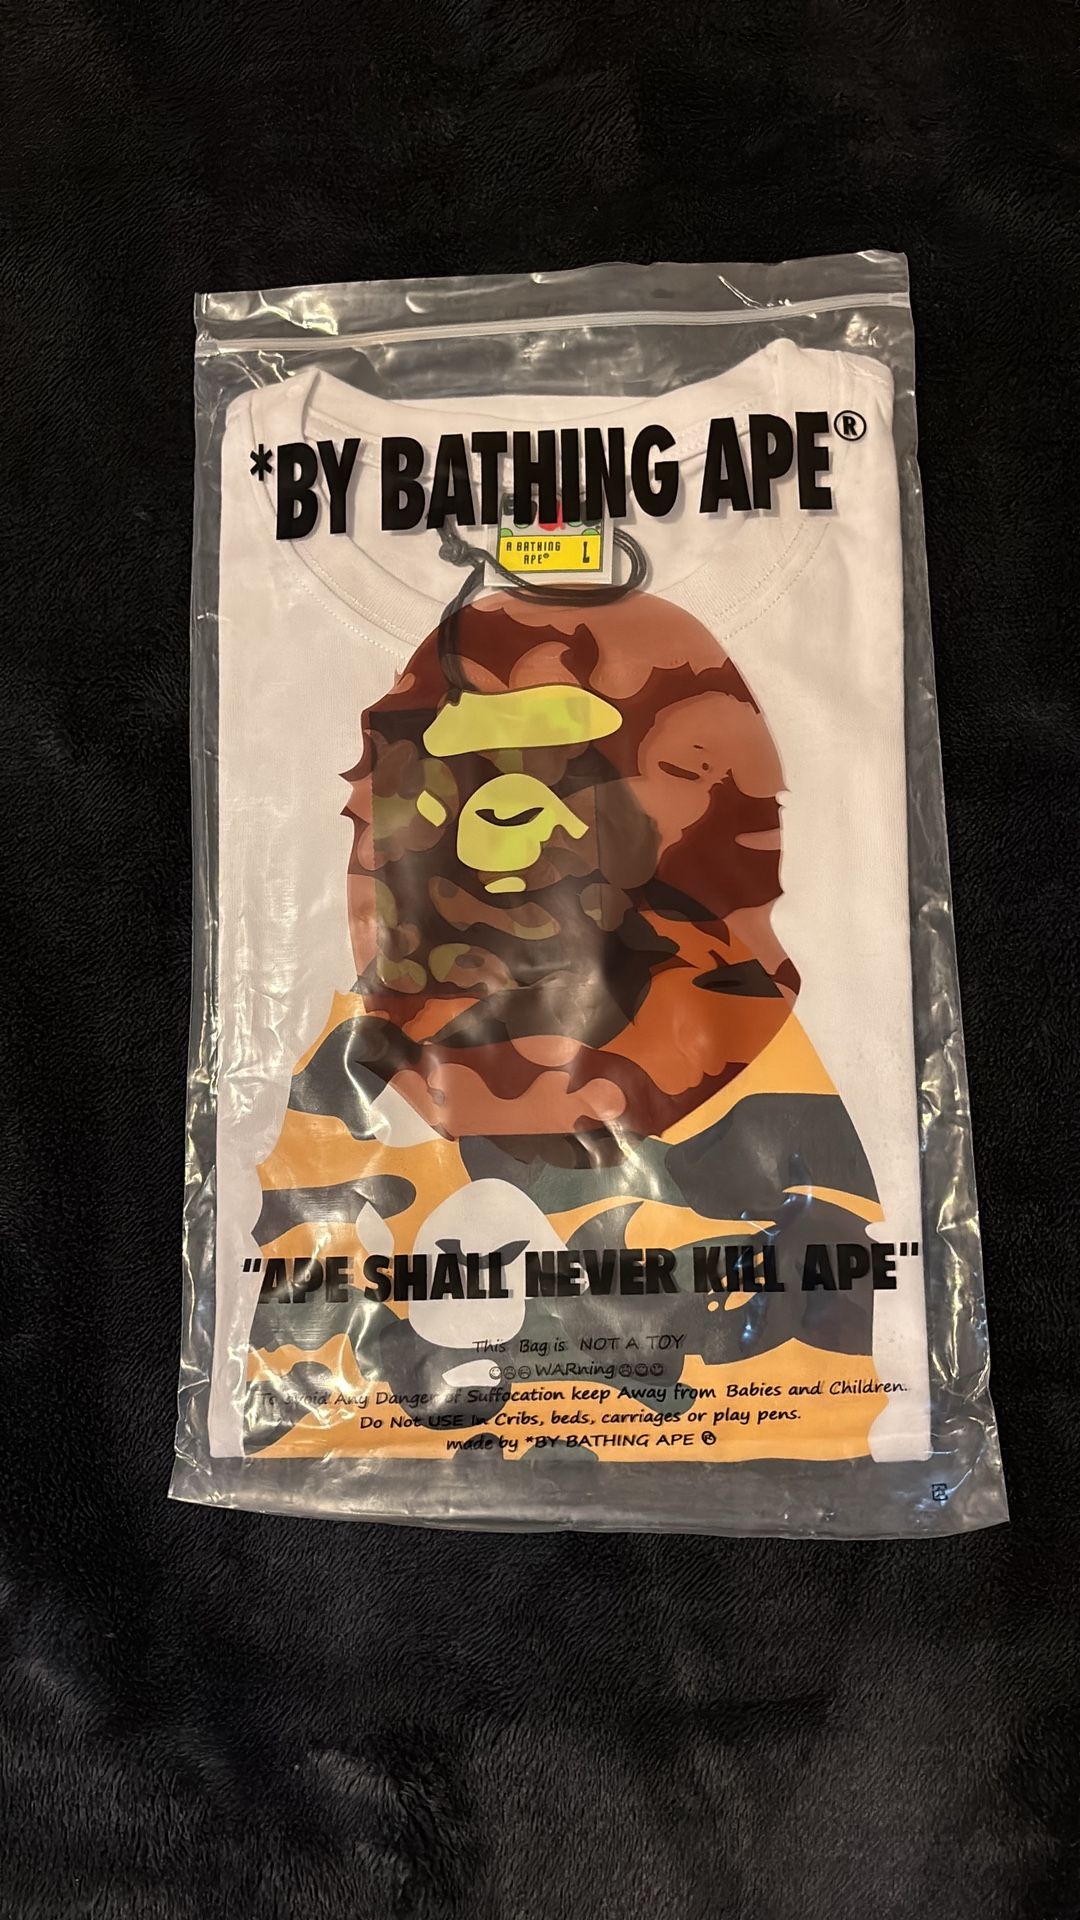 *BY BATHING APE®
A BATHING
APE® L
"APE SHALL NEVER KILL APE"
This Bag is NOT A TOY
WARning
To avoid Any Danger of Suffocation keep Away from Babies and Children.
Do Not USE In Cribs, beds, carriages or play pens.
made by *BY BATHING APE ®